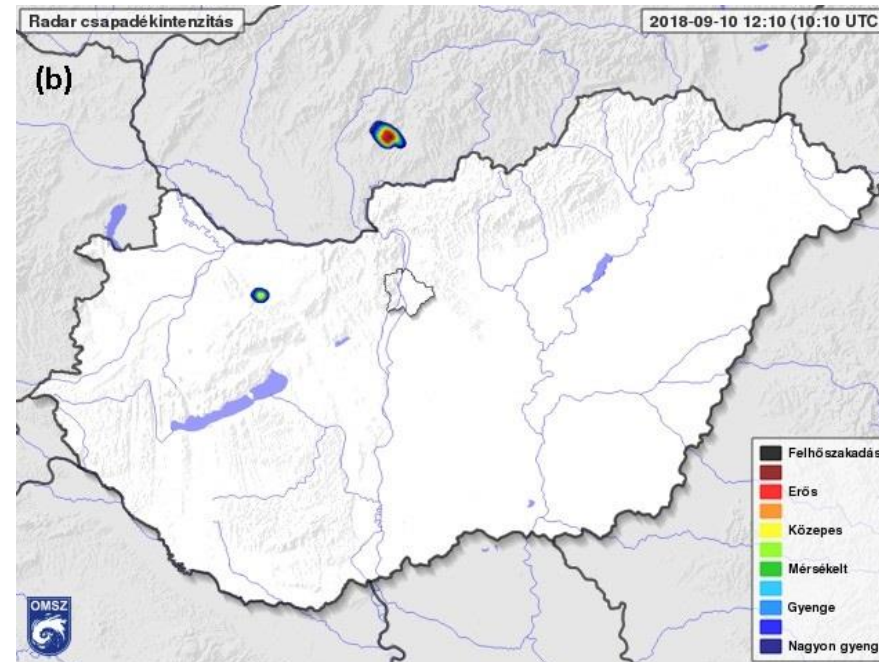 Radar csapadékintenzitás
2018-09-10 12:10 (10:10 UTC
(b)
Felhőszakadás
Erős
Közepes
Mérsékelt
Gyenge
Nagyon gyeng
OMSZ